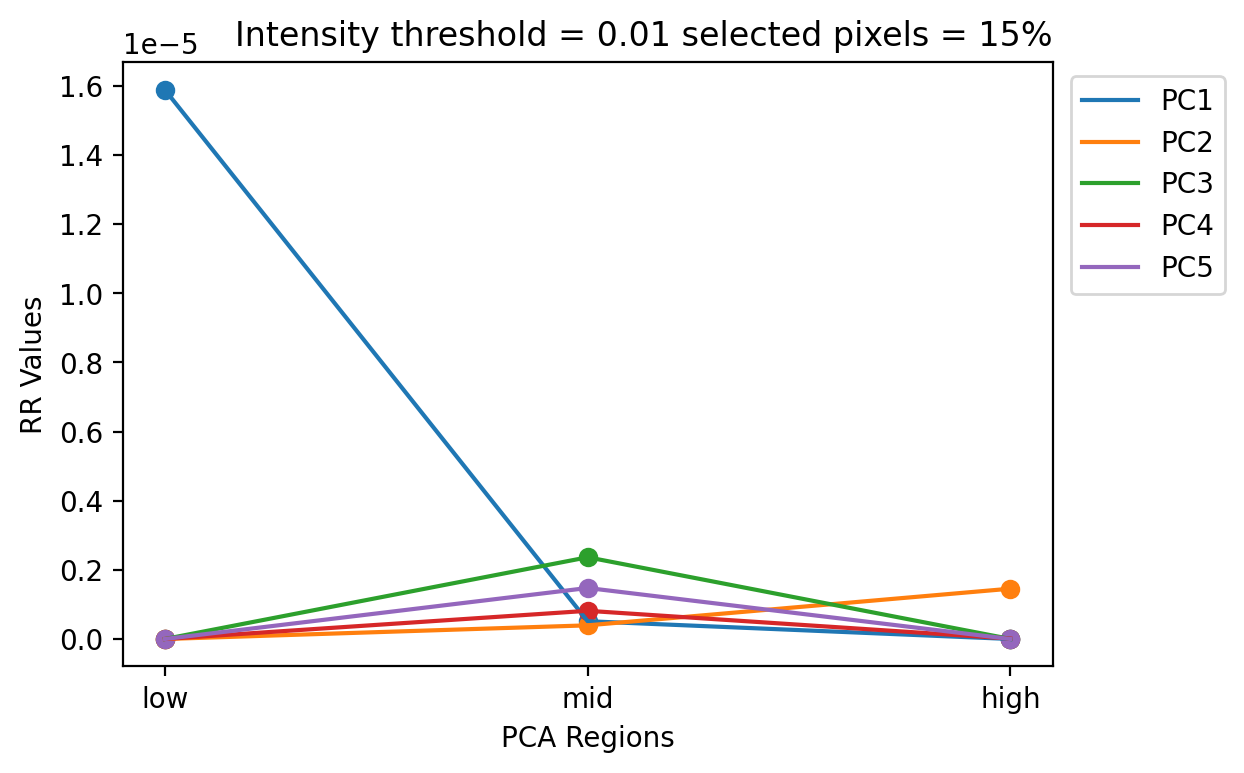 Intensity threshold = 0.01 selected pixels = 15%
1e−5
1.6
1.4
1.2
1.0
0.8
0.6
0.4
0.2
0.0
RR Values
low
mid
high
PCA Regions
PC1
PC2
PC3
PC4
PC5